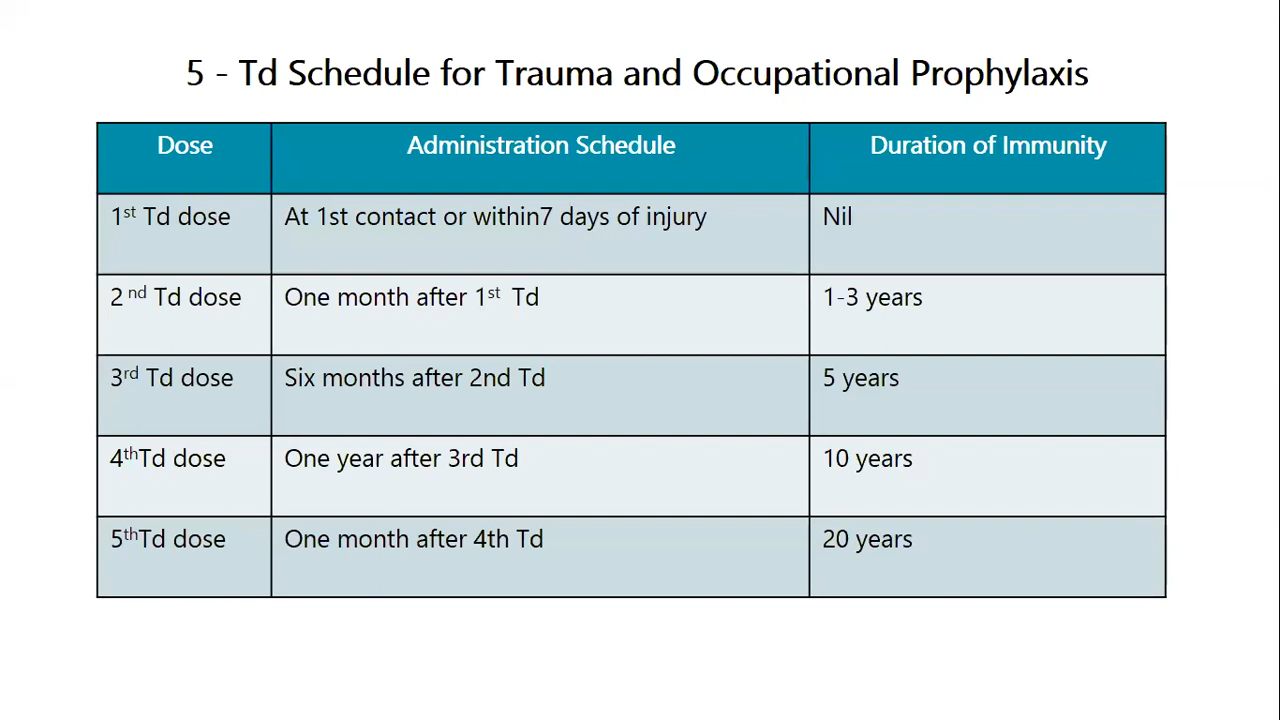 5 - Td Schedule for Trauma and Occupational Prophylaxis
Dose Administration Schedule Duration of Immunity
1st Td dose At 1st contact or within7 days of injury Nil
2 nd Td dose One month after 1st Td 1-3 years
3rd Td dose Six months after 2nd Td 5 years
4thTd dose One year after 3rd Td 10 years
5thTd dose One month after 4th Td 20 years